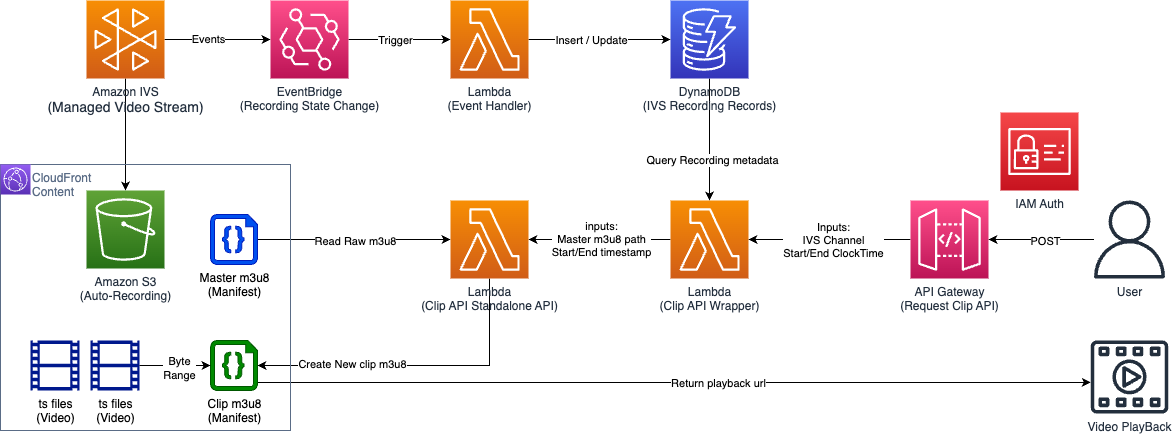 Events
Trigger
Insert / Update
Amazon IVS
(Managed Video Stream)
EventBridge
(Recording State Change)
Lambda
(Event Handler)
DynamoDB
(IVS Recording Records)
Query Recording metadata
CloudFront
Content
IAM Auth
Amazon S3
(Auto-Recording)
Master m3u8
(Manifest)
Read Raw m3u8
Lambda
(Clip API Standalone API)
inputs:
Master m3u8 path
Start/End timestamp
Lambda
(Clip API Wrapper)
Inputs:
IVS Channel
Start/End ClockTime
API Gateway
(Request Clip API)
POST
User
ts files
(Video)
ts files
(Video)
Byte
Range
Clip m3u8
(Manifest)
Create New clip m3u8
Return playback url
Video PlayBack